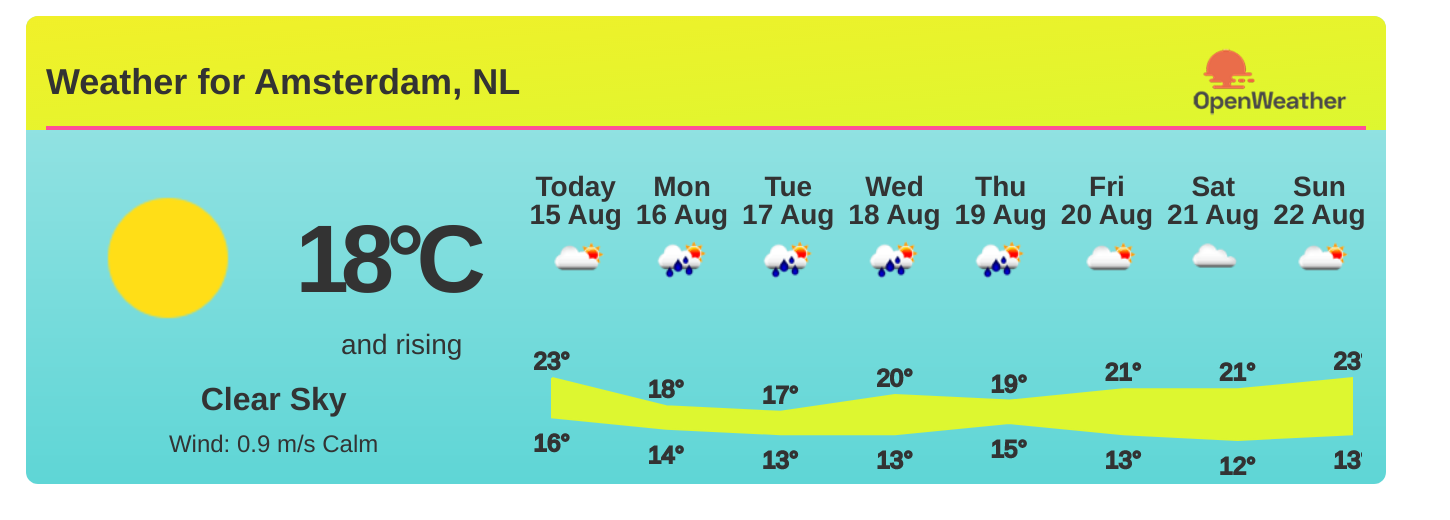 Weather for Amsterdam, NL
OpenWeather
18°C
and rising
Clear Sky
Wind: 0.9 m/s Calm
Today Mon Tue Wed Thu Fri Sat Sun
15 Aug 16 Aug 17 Aug 18 Aug 19 Aug 20 Aug 21 Aug 22 Aug
23° 18° 17° 20° 19° 21° 21° 23°
16° 14° 13° 13° 15° 13° 12° 13°